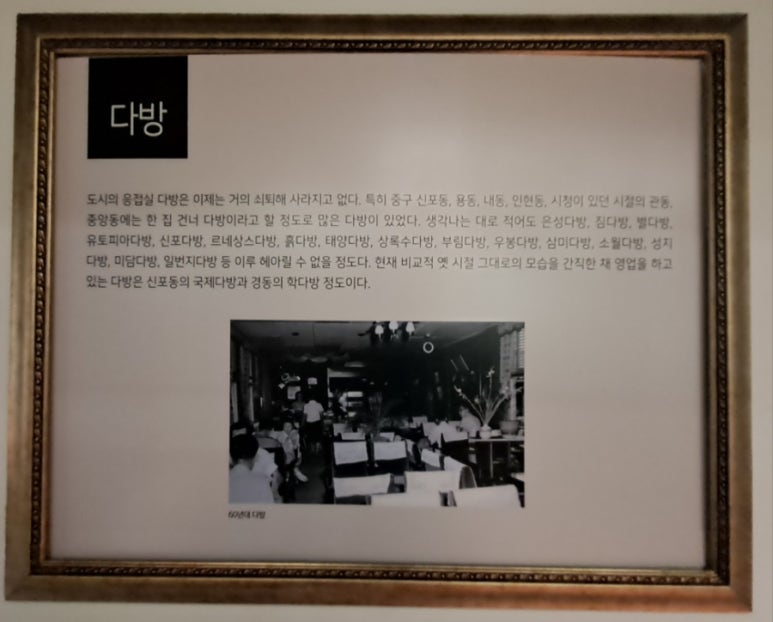 다방
도시의 응접실 다방은 이제는 거의 쇠퇴해 사라지고 없다. 특히 중구 신포동, 용동, 내동, 인현동, 시청이 있던 시절의 관동,
중앙동에는 한 집 건너 다방이라고 할 정도로 많은 다방이 있었다. 생각나는 대로 적어도 은성다방, 짐다방, 별다방,
유토피아다방, 신포다방, 르네상스다방, 흙다방, 태양다방, 상록수다방, 부림다방, 우봉다방, 삼미다방, 소월다방, 성지
다방, 미담다방, 일번지다방 등 이루 헤아릴 수 없을 정도다. 현재 비교적 옛 시절 그대로의 모습을 간직한 채 영업을 하고
있는 다방은 신포동의 국제다방과 경동의 학다방 정도이다.
60년대 다방